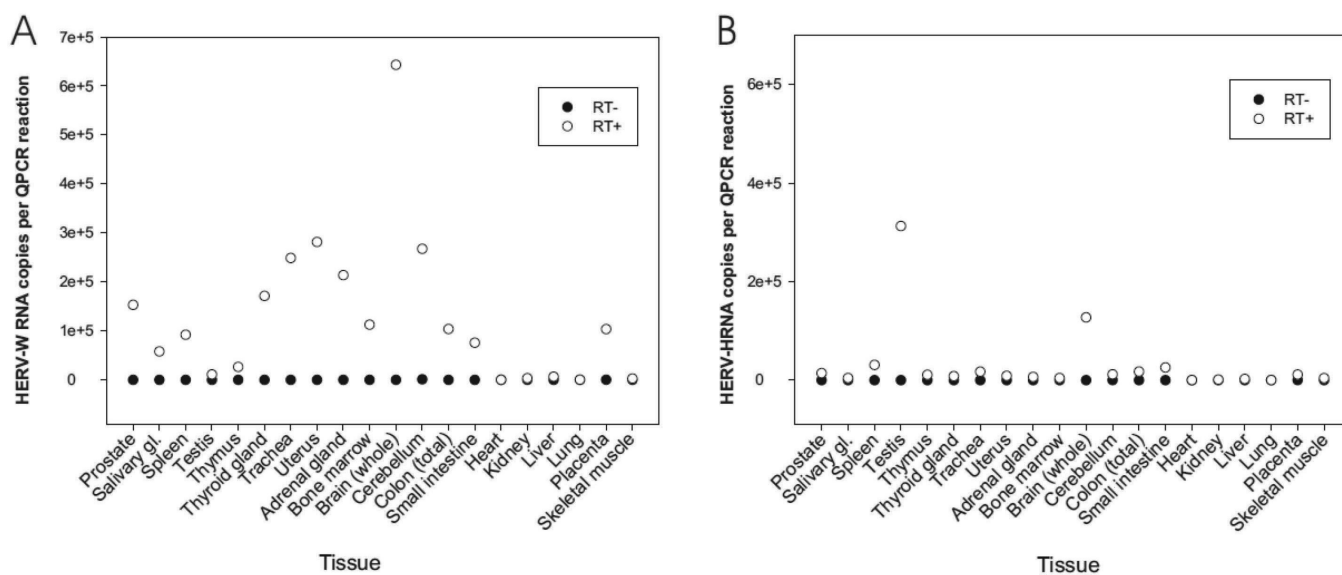 A
HERV-W RNA copies per QPCR reaction
7e+5
6e+5
5e+5
4e+5
3e+5
2e+5
1e+5
0
RT-
RT+
Prostate
Salivary gl.
Spleen
Testis
Thymus
Thyroid gland
Trachea
Uterus
Adrenal gland
Bone marrow
Brain (whole)
Cerebellum
Colon (total)
Small intestine
Heart
Kidney
Liver
Lung
Placenta
Skeletal muscle
Tissue
B
HERV-HRNA copies per QPCR reaction
6e+5
4e+5
2e+5
0
RT-
RT+
Prostate
Salivary gl.
Spleen
Testis
Thymus
Thyroid gland
Trachea
Uterus
Adrenal gland
Bone marrow
Brain (whole)
Cerebellum
Colon (total)
Small intestine
Heart
Kidney
Liver
Lung
Placenta
Skeletal muscle
Tissue